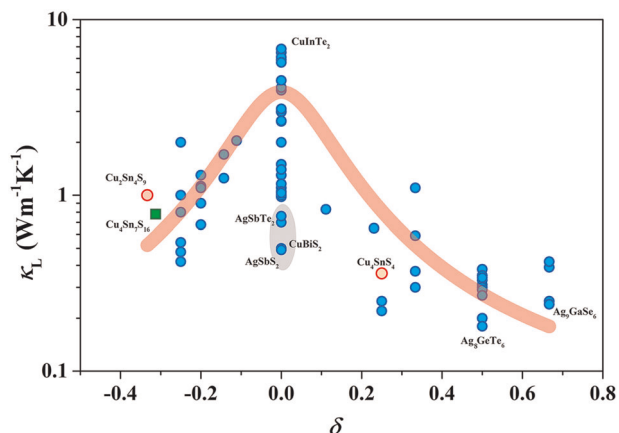 10
CuInTe₂
κ_L (Wm⁻¹K⁻¹)
Cu₂Sn₄S₉
1
Cu₄Sn₇S₁₆
AgSbTe₂
CuBiS₂
AgSbS₂
Cu₄SnS₄
Ag₉GaSe₆
Ag₈GeTe₆
0.1
-0.4 -0.2 0.0 0.2 0.4 0.6 0.8
δ